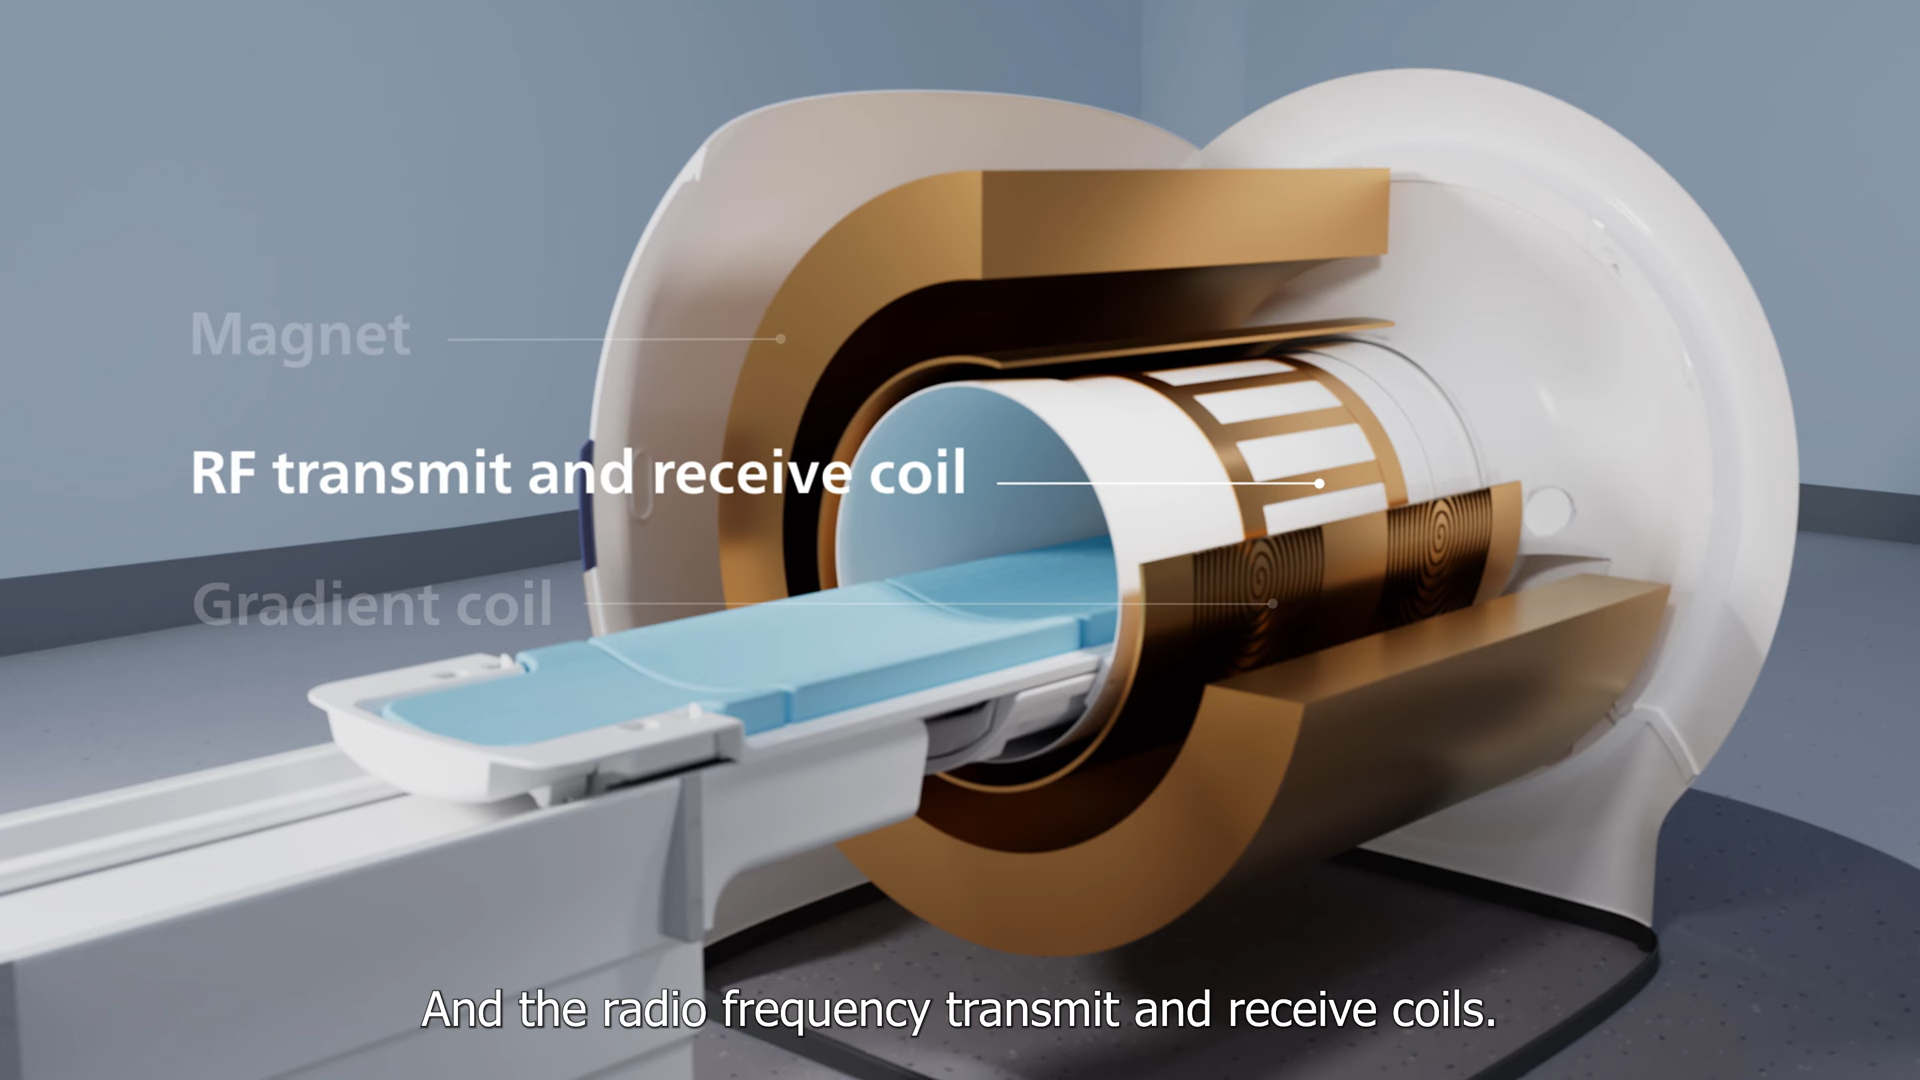 Magnet
RF transmit and receive coil
Gradient coil
And the radio frequency transmit and receive coils.